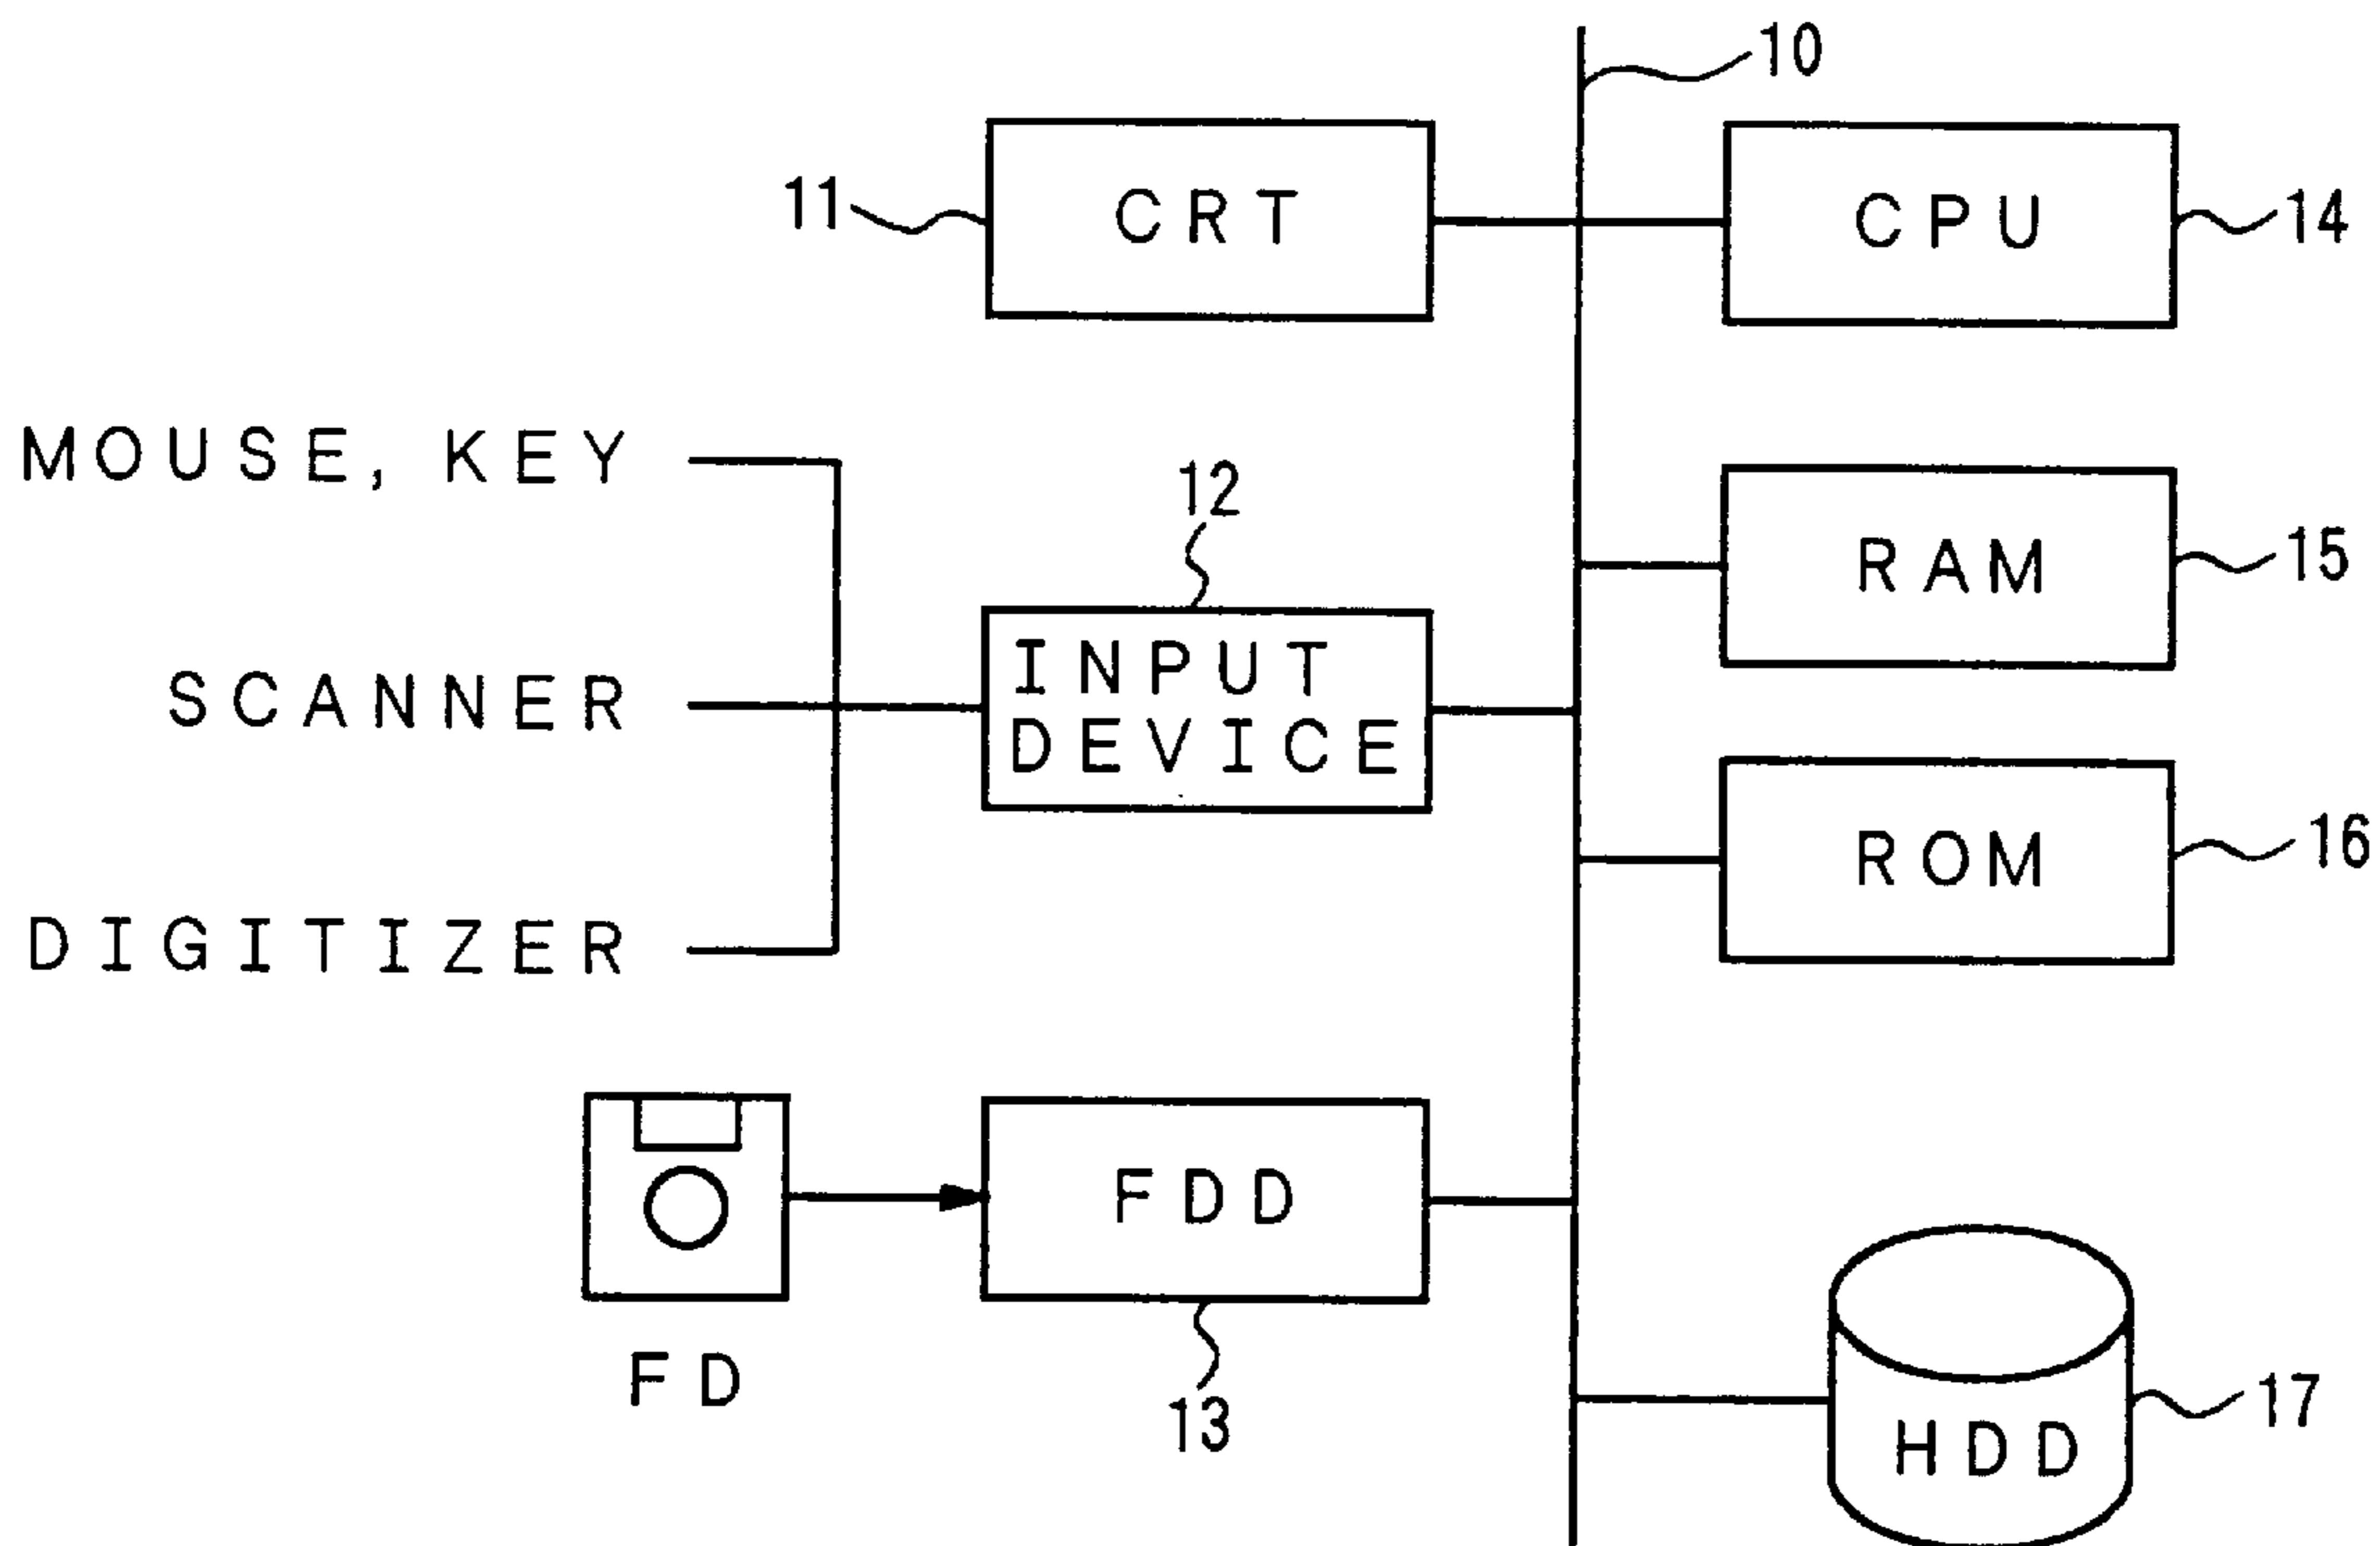 10
11
CRT
CPU
14
MOUSE, KEY
12
RAM
15
SCANNER
INPUT
DEVICE
ROM
16
DIGITIZER
FDD
FD
13
HDD
17